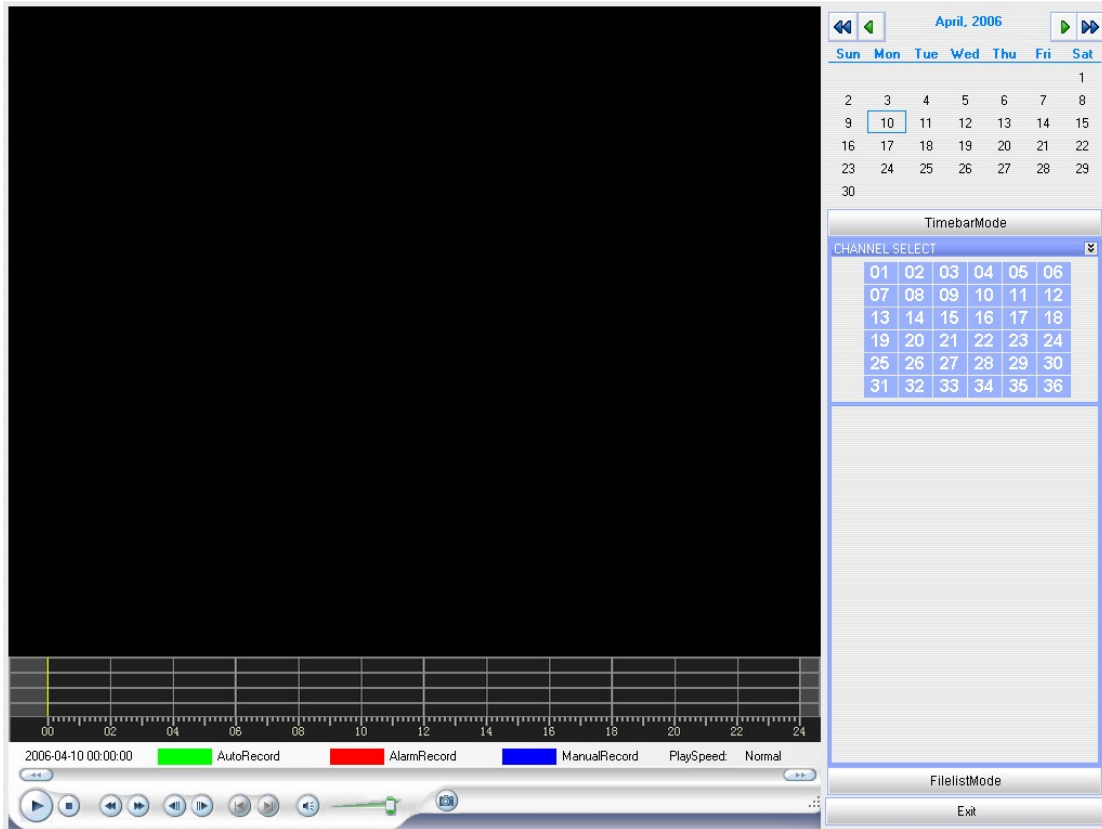 April, 2006
Sun Mon Tue Wed Thu Fri Sat
1
2 3 4 5 6 7 8
9 10 11 12 13 14 15
16 17 18 19 20 21 22
23 24 25 26 27 28 29
30
TimebarMode
CHANNEL SELECT
01 02 03 04 05 06
07 08 09 10 11 12
13 14 15 16 17 18
19 20 21 22 23 24
25 26 27 28 29 30
31 32 33 34 35 36
00 02 04 06 08 10 12 14 16 18 20 22 24
2006-04-10 00:00:00 AutoRecord AlarmRecord ManualRecord PlaySpeed: Normal
FilelistMode
Exit